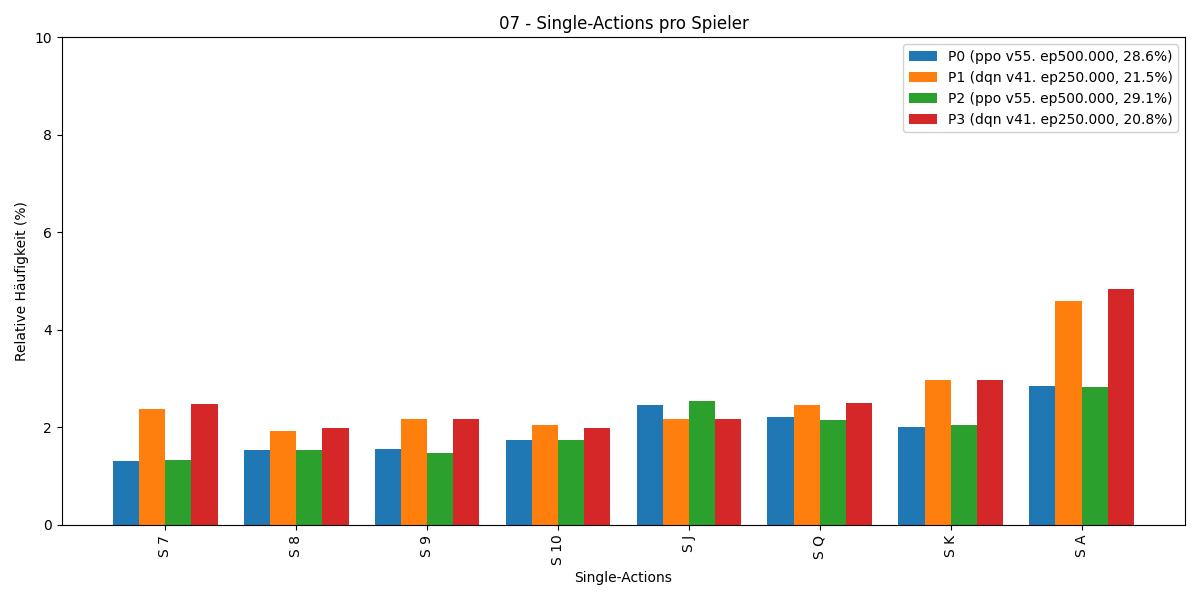 07 - Single-Actions pro Spieler
P0 (ppo v55. ep500.000, 28.6%)
P1 (dqn v41. ep250.000, 21.5%)
P2 (ppo v55. ep500.000, 29.1%)
P3 (dqn v41. ep250.000, 20.8%)
Relative Häufigkeit (%)
10
8
6
4
2
0
S 7
S 8
S 9
S 10
S J
S Q
S K
S A
Single-Actions